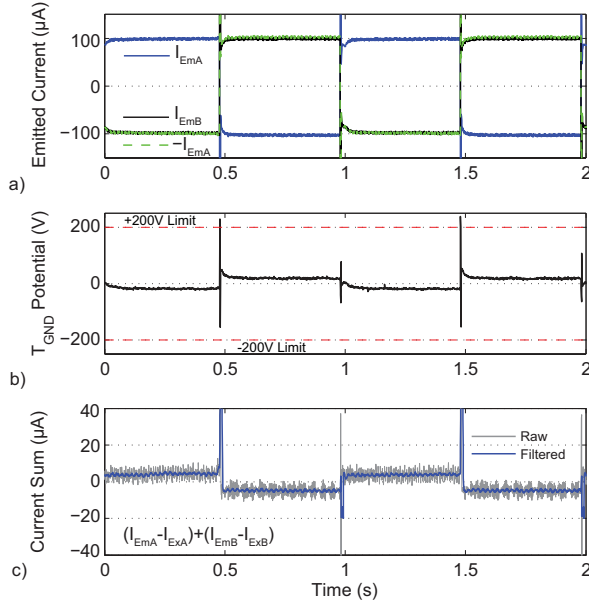 Emitted Current (µA)
100
0
−100
I_EmA
I_EmB
−I_EmA
0 0.5 1 1.5 2
a)
T_GND Potential (V)
200
0
−200
+200V Limit
-200V Limit
0 0.5 1 1.5 2
b)
Current Sum (µA)
40
20
0
−20
−40
Raw
Filtered
(I_EmA-I_ExA)+(I_EmB-I_ExB)
0 0.5 1 1.5 2
c)
Time (s)